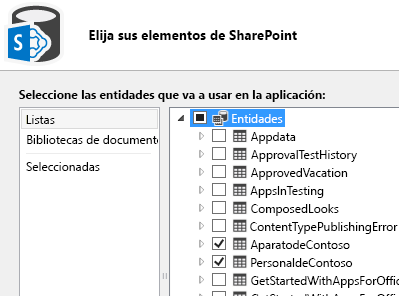 Elija sus elementos de SharePoint
Seleccione las entidades que va a usar en la aplicación:
Listas
Bibliotecas de documento
Seleccionadas
Entidades
Appdata
ApprovalTestHistory
ApprovedVacation
AppsInTesting
ComposedLooks
ContentTypePublishingError
AparatodeContoso
PersonaldeContoso
GetStartedWithAppsForOffic